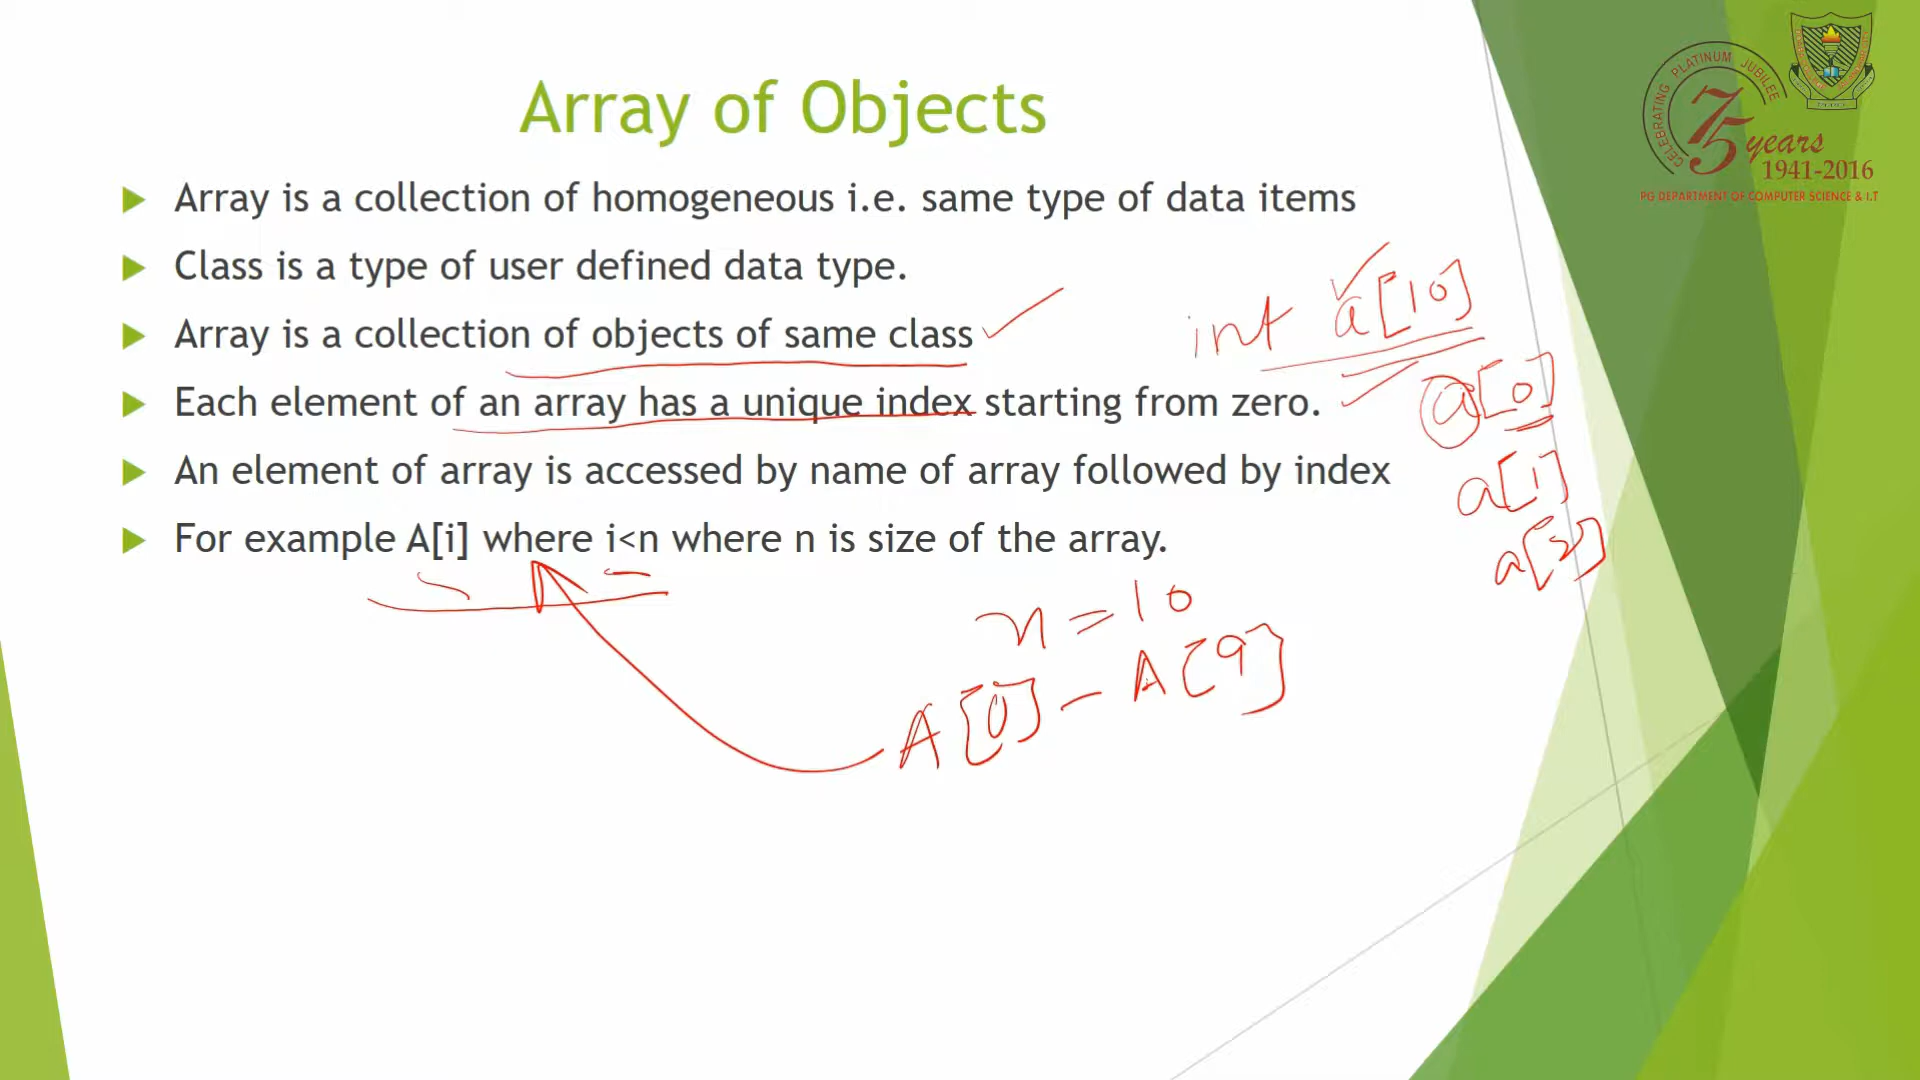 Array of Objects
CELEBRATING PLATINUM JUBILEE
75 years
1941-2016
PG DEPARTMENT OF COMPUTER SCIENCE & I.T
Array is a collection of homogeneous i.e. same type of data items
Class is a type of user defined data type.
int a[10]
Array is a collection of objects of same class
Each element of an array has a unique index starting from zero.
a[0]
An element of array is accessed by name of array followed by index
a[1]
For example A[i] where i<n where n is size of the array.
a[2]
n = 10
A[0] - A[9]